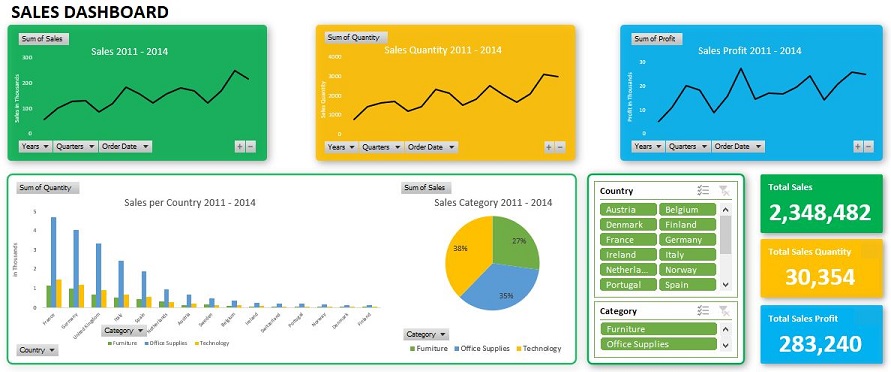 SALES DASHBOARD
Sum of Sales
Sales 2011 - 2014
Sales in Thousands
300
200
100
0
Years Quarters Order Date
+ -
Sum of Quantity
Sales Quantity 2011 - 2014
Sales Quantity
4000
3000
2000
1000
0
Years Quarters Order Date
+ -
Sum of Profit
Sales Profit 2011 - 2014
Profit in Thousands
30
20
10
0
Years Quarters Order Date
+ -
Sum of Quantity
Sales per Country 2011 - 2014
in Thousands
5
4
3
2
1
0
France
Germany
United Kingdom
Italy
Spain
Netherlands
Austria
Sweden
Belgium
Ireland
Switzerland
Portugal
Norway
Denmark
Finland
Category
Furniture Office Supplies Technology
Country
Sum of Sales
Sales Category 2011 - 2014
38%
27%
35%
Category
Furniture Office Supplies Technology
Country
Austria Belgium
Denmark Finland
France Germany
Ireland Italy
Netherla... Norway
Portugal Spain
Category
Furniture
Office Supplies
Total Sales
2,348,482
Total Sales Quantity
30,354
Total Sales Profit
283,240